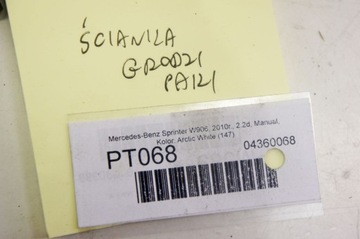 ŚCIANKA
GRODZI
PAKI
Mercedes-Benz Sprinter W906, 2010r., 2.2d, Manual,
Kolor: Arctic White (147)
PT068
04360068